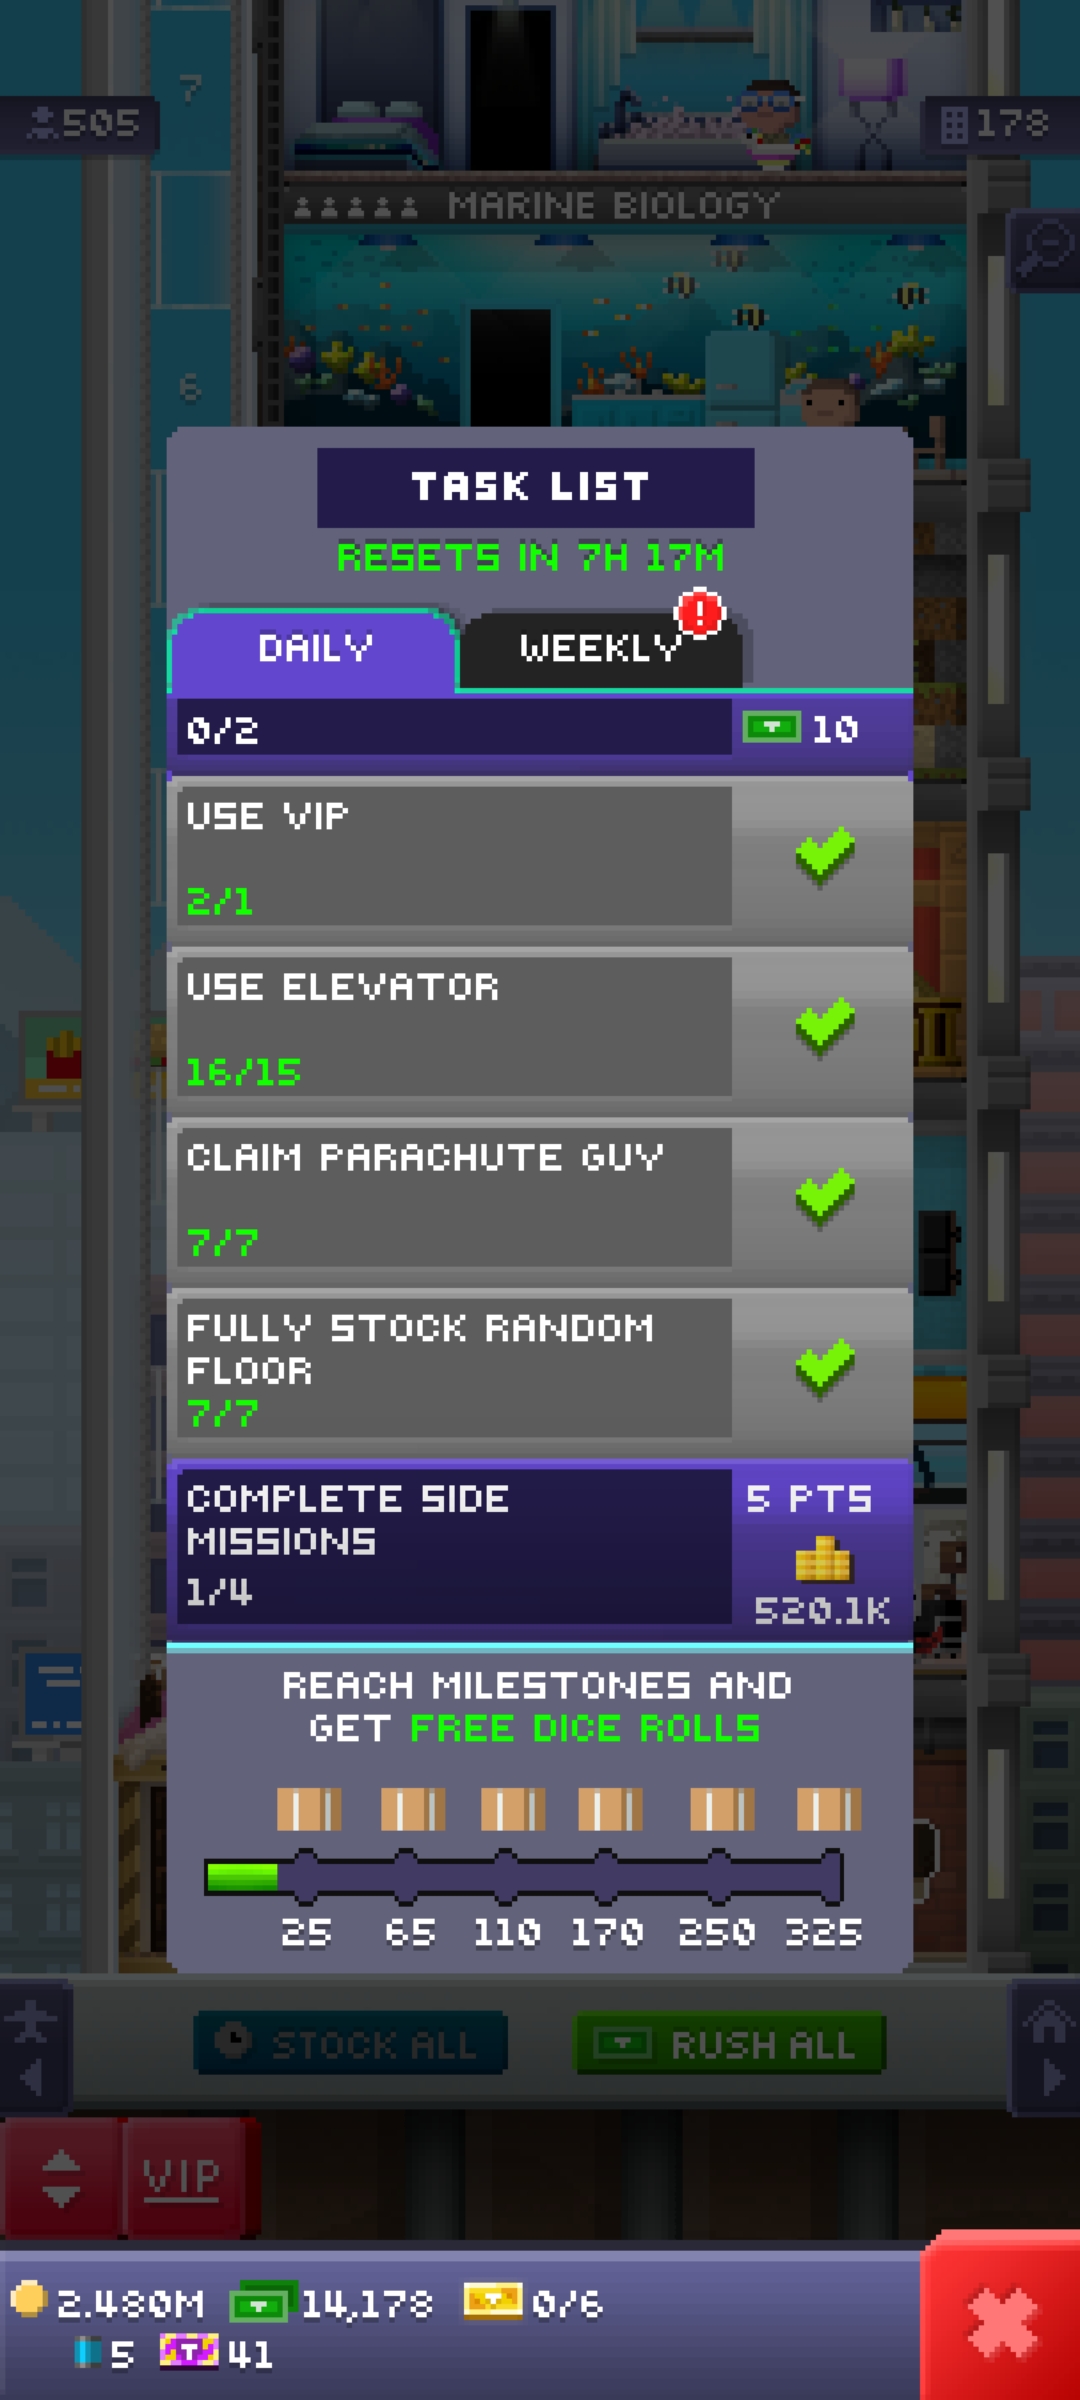 7
505
178
MARINE BIOLOGY
6
TASK LIST
RESETS IN 7H 17M
DAILY
WEEKLY
!
0/2
10
USE VIP
2/1
USE ELEVATOR
16/15
CLAIM PARACHUTE GUY
7/7
FULLY STOCK RANDOM
FLOOR
7/7
COMPLETE SIDE
MISSIONS
1/4
5 PTS
520.1K
REACH MILESTONES AND
GET FREE DICE ROLLS
25 65 110 170 250 325
STOCK ALL
RUSH ALL
VIP
2.480M 14,178 0/6
5 T 41